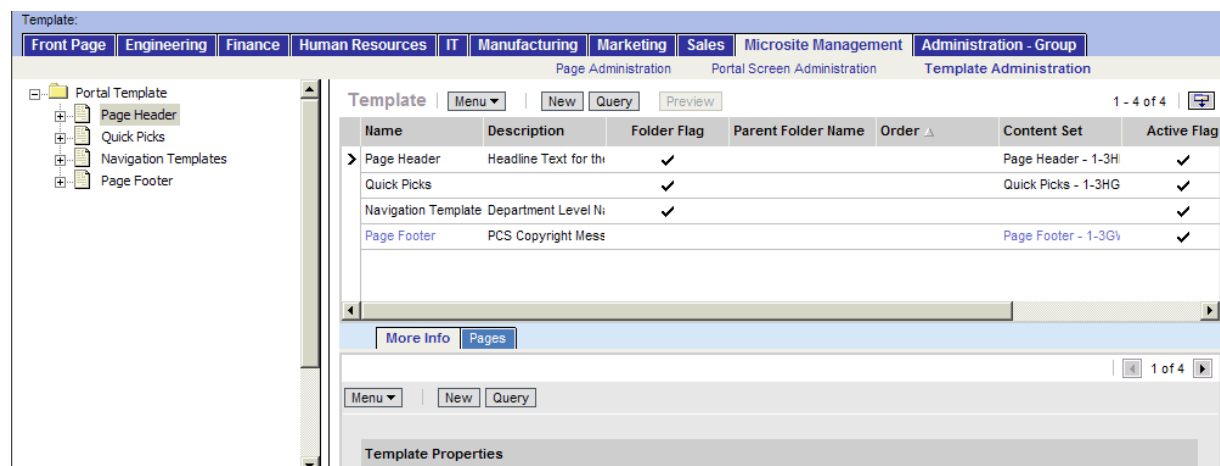 Template:
Front Page Engineering Finance Human Resources IT Manufacturing Marketing Sales Microsite Management Administration - Group
Page Administration Portal Screen Administration Template Administration
Portal Template
Page Header
Quick Picks
Navigation Templates
Page Footer
Template Menu New Query Preview 1 - 4 of 4
Name Description Folder Flag Parent Folder Name Order Content Set Active Flag
Page Header Headline Text for the Page Header - 1-3H
Quick Picks Quick Picks - 1-3HG
Navigation Template Department Level Na
Page Footer PCS Copyright Mess Page Footer - 1-3GV
More Info Pages
1 of 4
Menu New Query
Template Properties